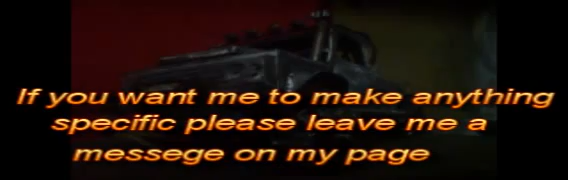 If you want me to make anything
specific please leave me a
messege on my page